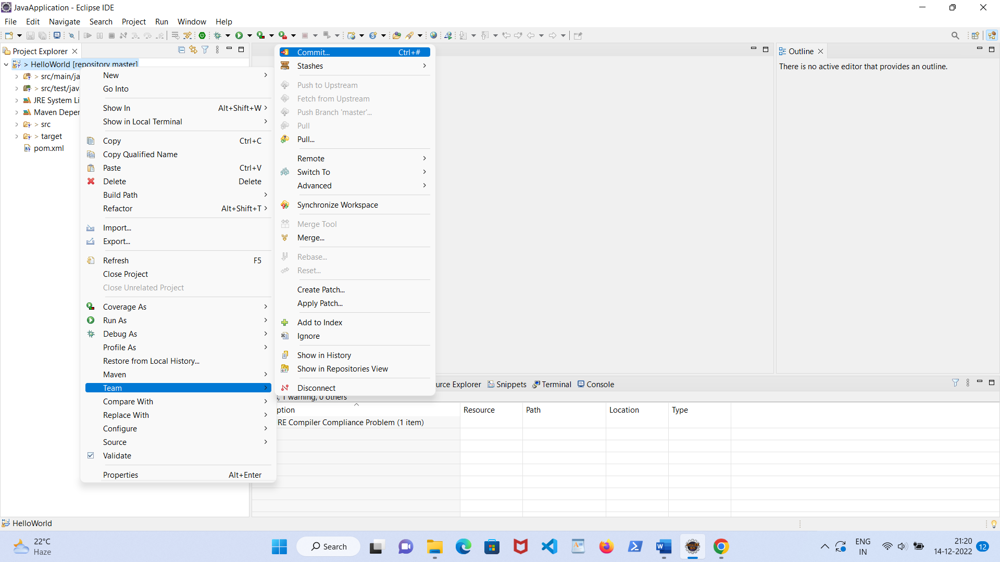 JavaApplication - Eclipse IDE
File Edit Navigate Search Project Run Window Help
Project Explorer
> HelloWorld [repository master]
> src/main/ja
> src/test/jav
JRE System Li
Maven Deper
> src
> target
pom.xml
New
Go Into
Show In Alt+Shift+W
Show in Local Terminal
Copy Ctrl+C
Copy Qualified Name
Paste Ctrl+V
Delete Delete
Build Path
Refactor Alt+Shift+T
Import...
Export...
Refresh F5
Close Project
Close Unrelated Project
Coverage As
Run As
Debug As
Profile As
Restore from Local History...
Maven
Team
Compare With
Replace With
Configure
Source
Validate
Properties Alt+Enter
Commit... Ctrl+#
Stashes
Push to Upstream
Fetch from Upstream
Push Branch 'master'...
Pull
Pull...
Remote
Switch To
Advanced
Synchronize Workspace
Merge Tool
Merge...
Rebase...
Reset...
Create Patch...
Apply Patch...
Add to Index
Ignore
Show in History
Show in Repositories View
Disconnect
Outline
There is no active editor that provides an outline.
urce Explorer Snippets Terminal Console
s, 1 warning, 0 others
ption Resource Path Location Type
RE Compiler Compliance Problem (1 item)
HelloWorld
22°C
Haze
Search
ENG
IN
21:20
14-12-2022
12